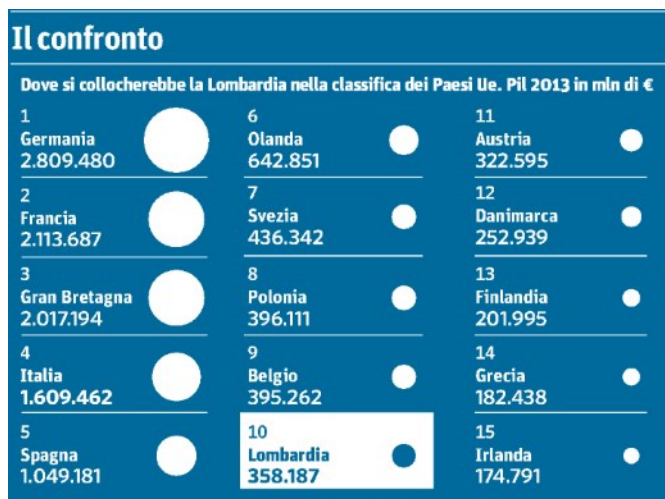 Il confronto
Dove si collocherebbe la Lombardia nella classifica dei Paesi Ue. Pil 2013 in mln di €
1
Germania
2.809.480
2
Francia
2.113.687
3
Gran Bretagna
2.017.194
4
Italia
1.609.462
5
Spagna
1.049.181
6
Olanda
642.851
7
Svezia
436.342
8
Polonia
396.111
9
Belgio
395.262
10
Lombardia
358.187
11
Austria
322.595
12
Danimarca
252.939
13
Finlandia
201.995
14
Grecia
182.438
15
Irlanda
174.791